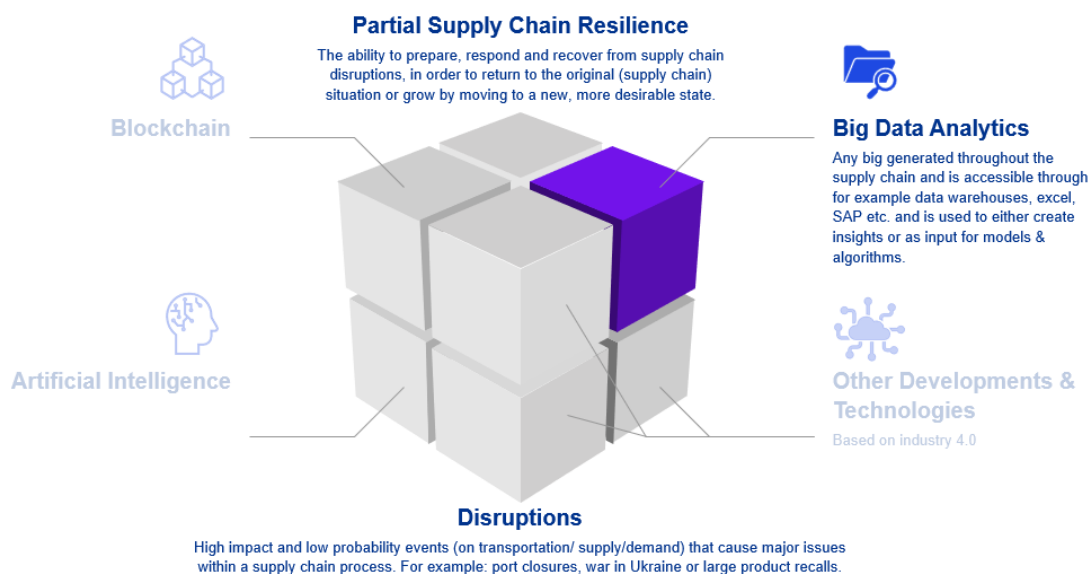 Partial Supply Chain Resilience
The ability to prepare, respond and recover from supply chain
disruptions, in order to return to the original (supply chain)
situation or grow by moving to a new, more desirable state.
Blockchain
Big Data Analytics
Any big generated throughout the
supply chain and is accessible through
for example data warehouses, excel,
SAP etc. and is used to either create
insights or as input for models &
algorithms.
Artificial Intelligence
Other Developments &
Technologies
Based on industry 4.0
Disruptions
High impact and low probability events (on transportation/ supply/demand) that cause major issues
within a supply chain process. For example: port closures, war in Ukraine or large product recalls.